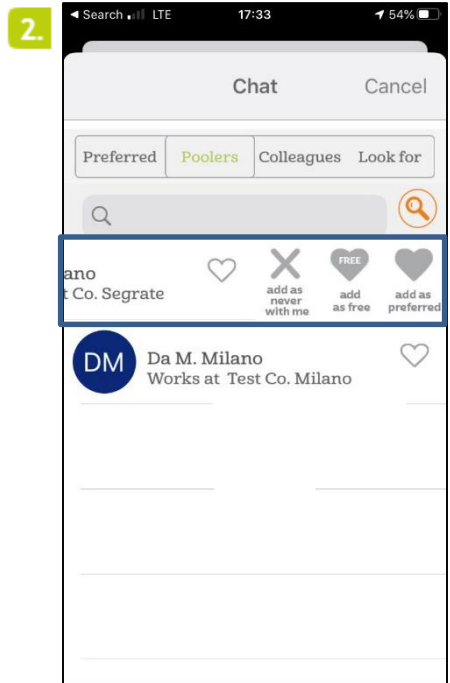 2.
Search LTE 17:33 54%
Chat Cancel
Preferred Poolers Colleagues Look for
ano
t Co. Segrate
add as
never
with me
FREE
add
as free
add as
preferred
DM
Da M. Milano
Works at Test Co. Milano